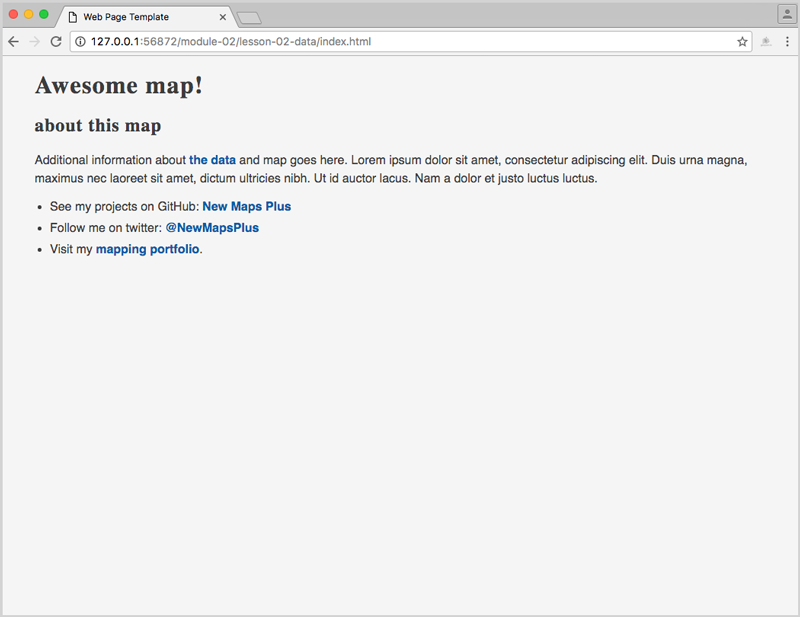 Web Page Template
127.0.0.1:56872/module-02/lesson-02-data/index.html
Awesome map!
about this map
Additional information about the data and map goes here. Lorem ipsum dolor sit amet, consectetur adipiscing elit. Duis urna magna,
maximus nec laoreet sit amet, dictum ultricies nibh. Ut id auctor lacus. Nam a dolor et justo luctus luctus.
• See my projects on GitHub: New Maps Plus
• Follow me on twitter: @NewMapsPlus
• Visit my mapping portfolio.